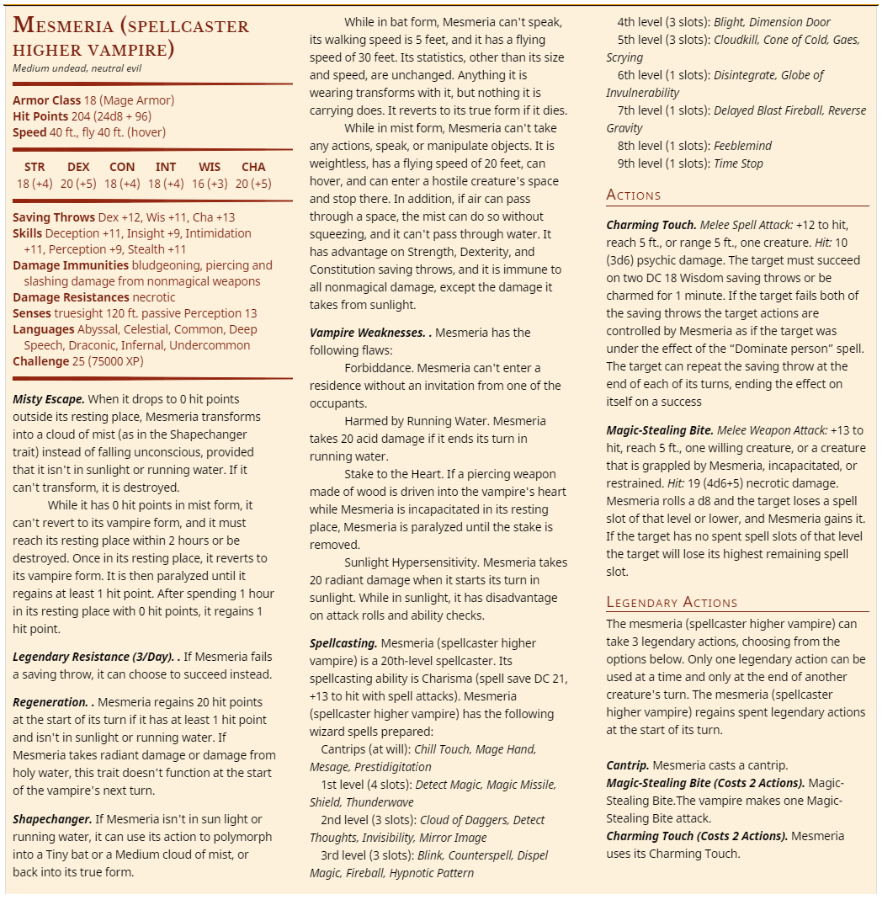 Mesmeria (spellcaster
higher vampire)
Medium undead, neutral evil
Armor Class 18 (Mage Armor)
Hit Points 204 (24d8 + 96)
Speed 40 ft., fly 40 ft. (hover)
STR DEX CON INT WIS CHA
18 (+4) 20 (+5) 18 (+4) 18 (+4) 16 (+3) 20 (+5)
Saving Throws Dex +12, Wis +11, Cha +13
Skills Deception +11, Insight +9, Intimidation
+11, Perception +9, Stealth +11
Damage Immunities bludgeoning, piercing and
slashing damage from nonmagical weapons
Damage Resistances necrotic
Senses truesight 120 ft. passive Perception 13
Languages Abyssal, Celestial, Common, Deep
Speech, Draconic, Infernal, Undercommon
Challenge 25 (75000 XP)
Misty Escape. When it drops to 0 hit points
outside its resting place, Mesmeria transforms
into a cloud of mist (as in the Shapechanger
trait) instead of falling unconscious, provided
that it isn't in sunlight or running water. If it
can't transform, it is destroyed.
While it has 0 hit points in mist form, it
can't revert to its vampire form, and it must
reach its resting place within 2 hours or be
destroyed. Once in its resting place, it reverts to
its vampire form. It is then paralyzed until it
regains at least 1 hit point. After spending 1 hour
in its resting place with 0 hit points, it regains 1
hit point.
Legendary Resistance (3/Day). . If Mesmeria fails
a saving throw, it can choose to succeed instead.
Regeneration. . Mesmeria regains 20 hit points
at the start of its turn if it has at least 1 hit point
and isn't in sunlight or running water. If
Mesmeria takes radiant damage or damage from
holy water, this trait doesn't function at the start
of the vampire's next turn.
Shapechanger. If Mesmeria isn't in sun light or
running water, it can use its action to polymorph
into a Tiny bat or a Medium cloud of mist, or
back into its true form.
While in bat form, Mesmeria can't speak,
its walking speed is 5 feet, and it has a flying
speed of 30 feet. Its statistics, other than its size
and speed, are unchanged. Anything it is
wearing transforms with it, but nothing it is
carrying does. It reverts to its true form if it dies.
While in mist form, Mesmeria can't take
any actions, speak, or manipulate objects. It is
weightless, has a flying speed of 20 feet, can
hover, and can enter a hostile creature's space
and stop there. In addition, if air can pass
through a space, the mist can do so without
squeezing, and it can't pass through water. It
has advantage on Strength, Dexterity, and
Constitution saving throws, and it is immune to
all nonmagical damage, except the damage it
takes from sunlight.
Vampire Weaknesses. . Mesmeria has the
following flaws:
Forbiddance. Mesmeria can't enter a
residence without an invitation from one of the
occupants.
Harmed by Running Water. Mesmeria
takes 20 acid damage if it ends its turn in
running water.
Stake to the Heart. If a piercing weapon
made of wood is driven into the vampire's heart
while Mesmeria is incapacitated in its resting
place, Mesmeria is paralyzed until the stake is
removed.
Sunlight Hypersensitivity. Mesmeria takes
20 radiant damage when it starts its turn in
sunlight. While in sunlight, it has disadvantage
on attack rolls and ability checks.
Spellcasting. Mesmeria (spellcaster higher
vampire) is a 20th-level spellcaster. Its
spellcasting ability is Charisma (spell save DC 21,
+13 to hit with spell attacks). Mesmeria
(spellcaster higher vampire) has the following
wizard spells prepared:
Cantrips (at will): Chill Touch, Mage Hand,
Mesage, Prestidigitation
1st level (4 slots): Detect Magic, Magic Missile,
Shield, Thunderwave
2nd level (3 slots): Cloud of Daggers, Detect
Thoughts, Invisibility, Mirror Image
3rd level (3 slots): Blink, Counterspell, Dispel
Magic, Fireball, Hypnotic Pattern
4th level (3 slots): Blight, Dimension Door
5th level (3 slots): Cloudkill, Cone of Cold, Gaes,
Scrying
6th level (1 slots): Disintegrate, Globe of
Invulnerability
7th level (1 slots): Delayed Blast Fireball, Reverse
Gravity
8th level (1 slots): Feeblemind
9th level (1 slots): Time Stop
Actions
Charming Touch. Melee Spell Attack: +12 to hit,
reach 5 ft., or range 5 ft., one creature. Hit: 10
(3d6) psychic damage. The target must succeed
on two DC 18 Wisdom saving throws or be
charmed for 1 minute. If the target fails both of
the saving throws the target actions are
controlled by Mesmeria as if the target was
under the effect of the “Dominate person” spell.
The target can repeat the saving throw at the
end of each of its turns, ending the effect on
itself on a success
Magic-Stealing Bite. Melee Weapon Attack: +13 to
hit, reach 5 ft., one willing creature, or a creature
that is grappled by Mesmeria, incapacitated, or
restrained. Hit: 19 (4d6+5) necrotic damage.
Mesmeria rolls a d8 and the target loses a spell
slot of that level or lower, and Mesmeria gains it.
If the target has no spent spell slots of that level
the target will lose its highest remaining spell
slot.
Legendary Actions
The mesmeria (spellcaster higher vampire) can
take 3 legendary actions, choosing from the
options below. Only one legendary action can be
used at a time and only at the end of another
creature's turn. The mesmeria (spellcaster
higher vampire) regains spent legendary actions
at the start of its turn.
Cantrip. Mesmeria casts a cantrip.
Magic-Stealing Bite (Costs 2 Actions). Magic-
Stealing Bite.The vampire makes one Magic-
Stealing Bite attack.
Charming Touch (Costs 2 Actions). Mesmeria
uses its Charming Touch.